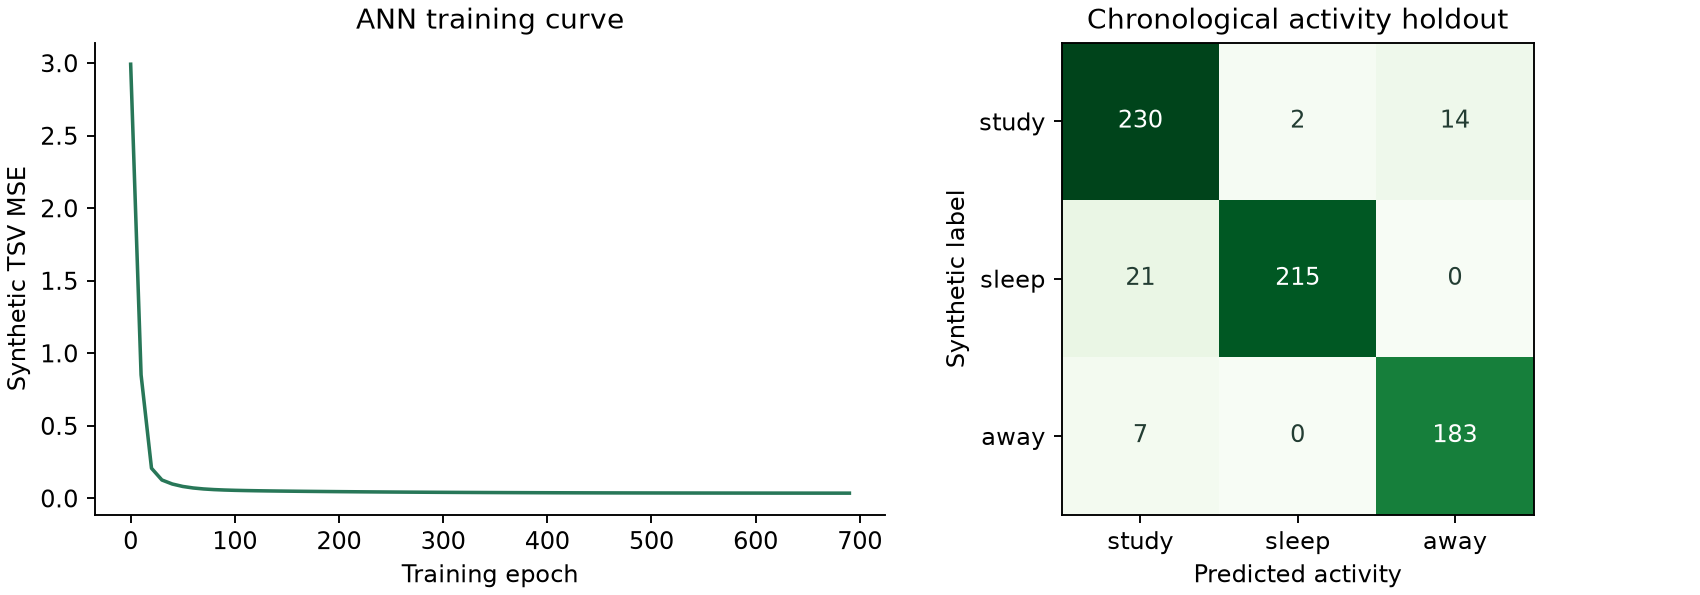 ANN training curve
Synthetic TSV MSE
3.0
2.5
2.0
1.5
1.0
0.5
0.0
0 100 200 300 400 500 600 700
Training epoch
Chronological activity holdout
Synthetic label
study 230 2 14
sleep 21 215 0
away 7 0 183
study sleep away
Predicted activity